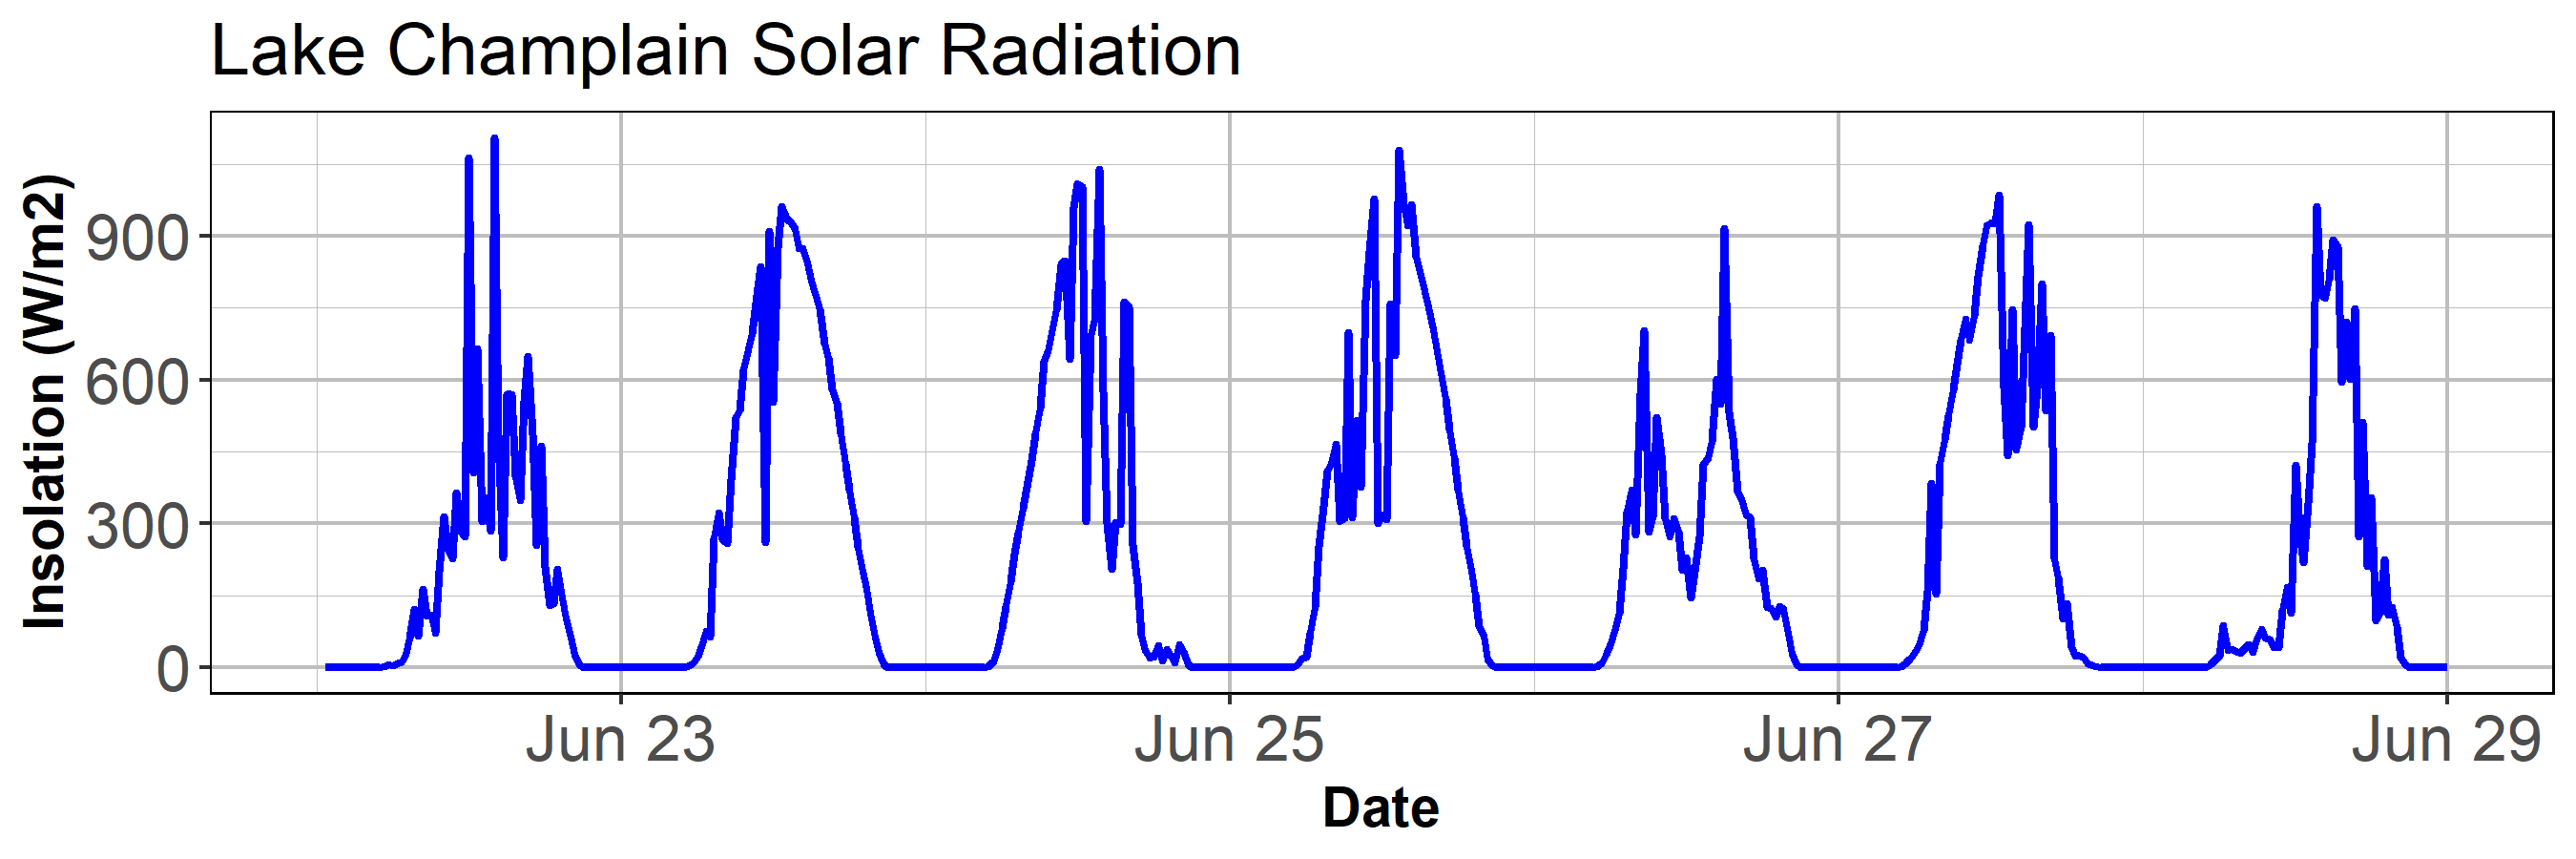 Lake Champlain Solar Radiation
Insolation (W/m2)
900
600
300
0
Jun 23 Jun 25 Jun 27 Jun 29
Date